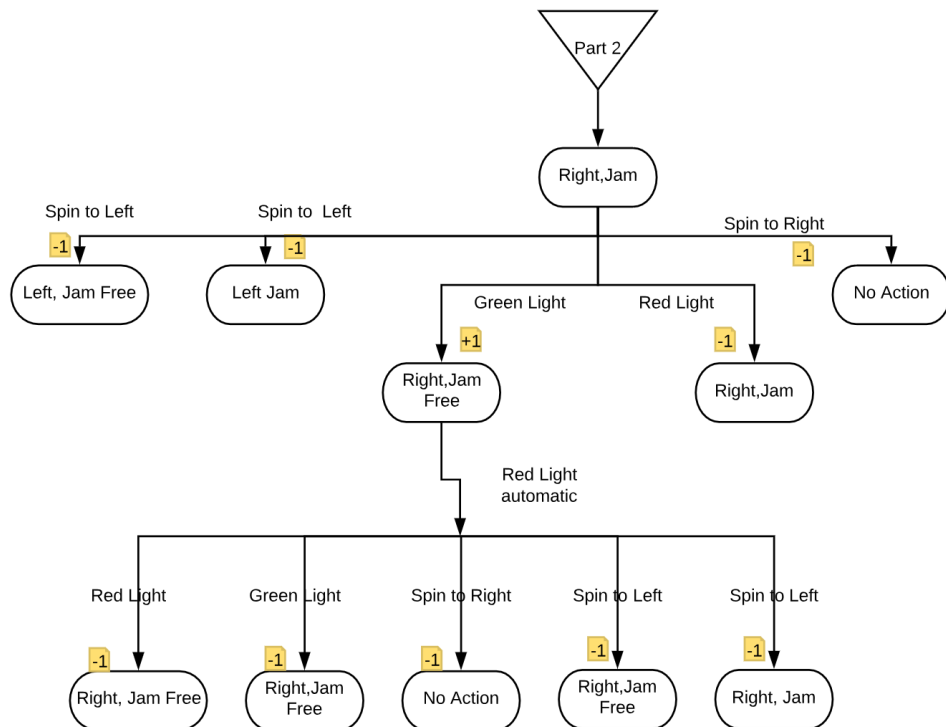 Part 2
Right,Jam
Spin to Left
Spin to  Left
Spin to Right
-1
-1
-1
Left, Jam Free
Left Jam
No Action
Green Light
Red Light
+1
-1
Right,Jam
Free
Right,Jam
Red Light
automatic
Red Light
Green Light
Spin to Right
Spin to Left
Spin to Left
-1
-1
-1
-1
-1
Right, Jam Free
Right,Jam
Free
No Action
Right,Jam
Free
Right, Jam